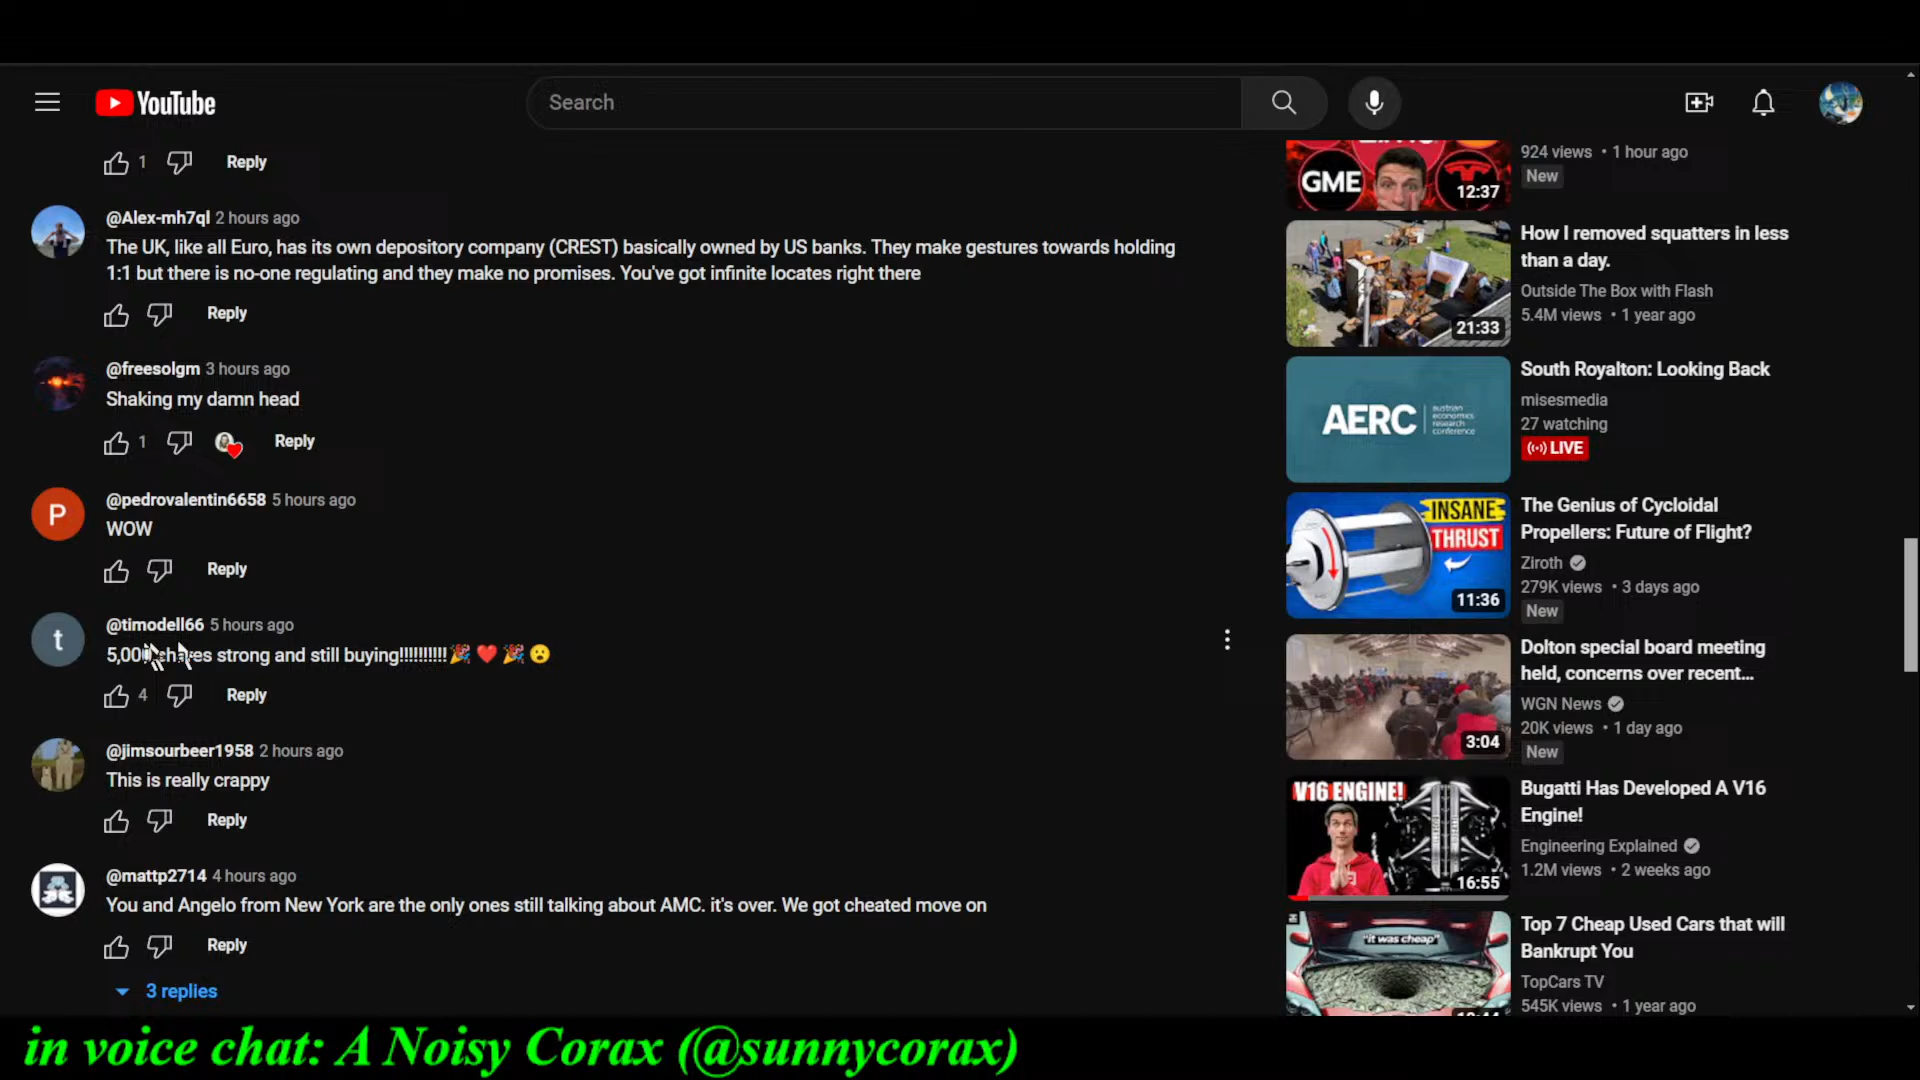 YouTube
Search
1 Reply
@Alex-mh7ql 2 hours ago
The UK, like all Euro, has its own depository company (CREST) basically owned by US banks. They make gestures towards holding
1:1 but there is no-one regulating and they make no promises. You've got infinite locates right there
Reply
@freesolgm 3 hours ago
Shaking my damn head
1 Reply
P
@pedrovalentin6658 5 hours ago
WOW
Reply
t
@timodell66 5 hours ago
strong and still buying!!!!!!!!!!🎉❤️🎉😮
4 Reply
@jimsourbeer1958 2 hours ago
This is really crappy
Reply
@mattp2714 4 hours ago
You and Angelo from New York are the only ones still talking about AMC. it's over. We got cheated move on
Reply
3 replies
GME
12:37
924 views • 1 hour ago
New
21:33
How I removed squatters in less
than a day.
Outside The Box with Flash
5.4M views • 1 year ago
AERC
austrian
economics
research
conference
South Royalton: Looking Back
misesmedia
27 watching
LIVE
INSANE
THRUST
11:36
The Genius of Cycloidal
Propellers: Future of Flight?
Ziroth
279K views • 3 days ago
New
3:04
Dolton special board meeting
held, concerns over recent...
WGN News
20K views • 1 day ago
New
V16 ENGINE!
16:55
Bugatti Has Developed A V16
Engine!
Engineering Explained
1.2M views • 2 weeks ago
"it was cheap"
Top 7 Cheap Used Cars that will
Bankrupt You
TopCars TV
545K views • 1 year ago
in voice chat: A Noisy Corax (@sunnycorax)